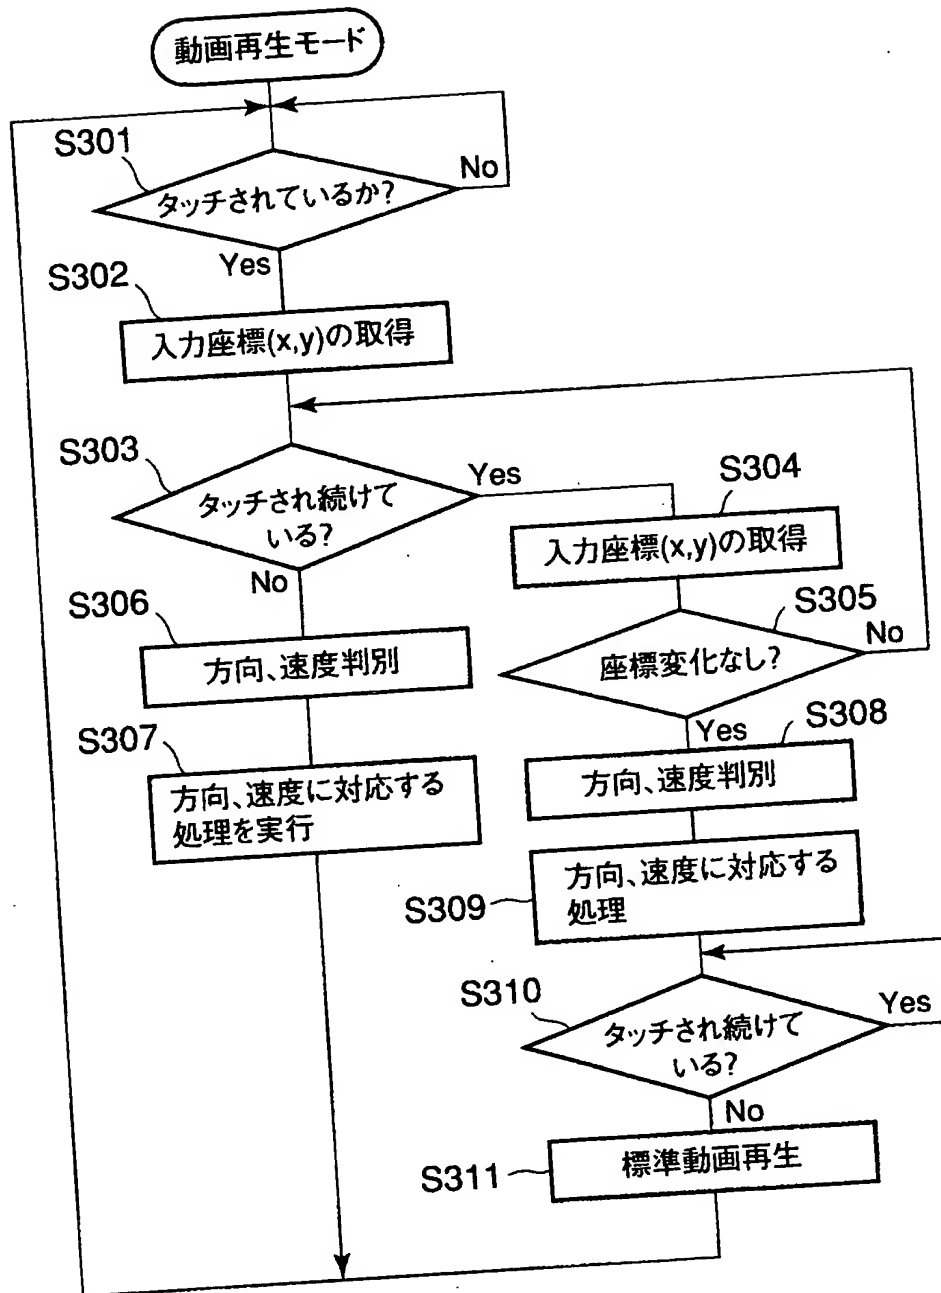 動画再生モード
S301
タッチされているか?
No
Yes
S302
入力座標(x,y)の取得
S303
タッチされ続けて
いる?
Yes
No
S304
入力座標(x,y)の取得
S305
座標変化なし?
No
Yes
S306
方向、速度判別
S307
方向、速度に対応する
処理を実行
S308
方向、速度判別
S309
方向、速度に対応する
処理
S310
タッチされ続けて
いる?
Yes
No
S311
標準動画再生